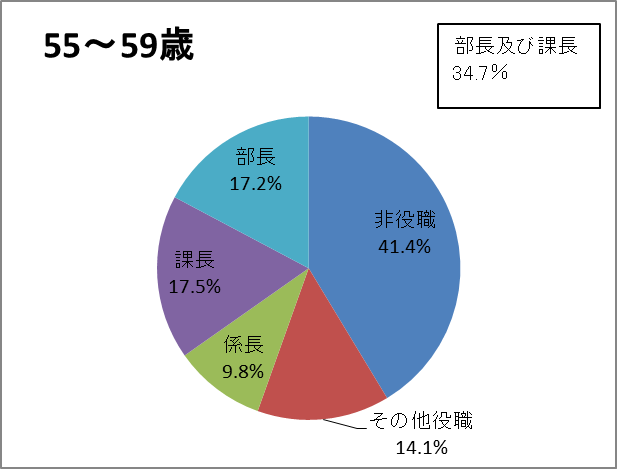 55～59歳
部長及び課長
34.7％
部長
17.2%
非役職
41.4%
課長
17.5%
係長
9.8%
その他役職
14.1%